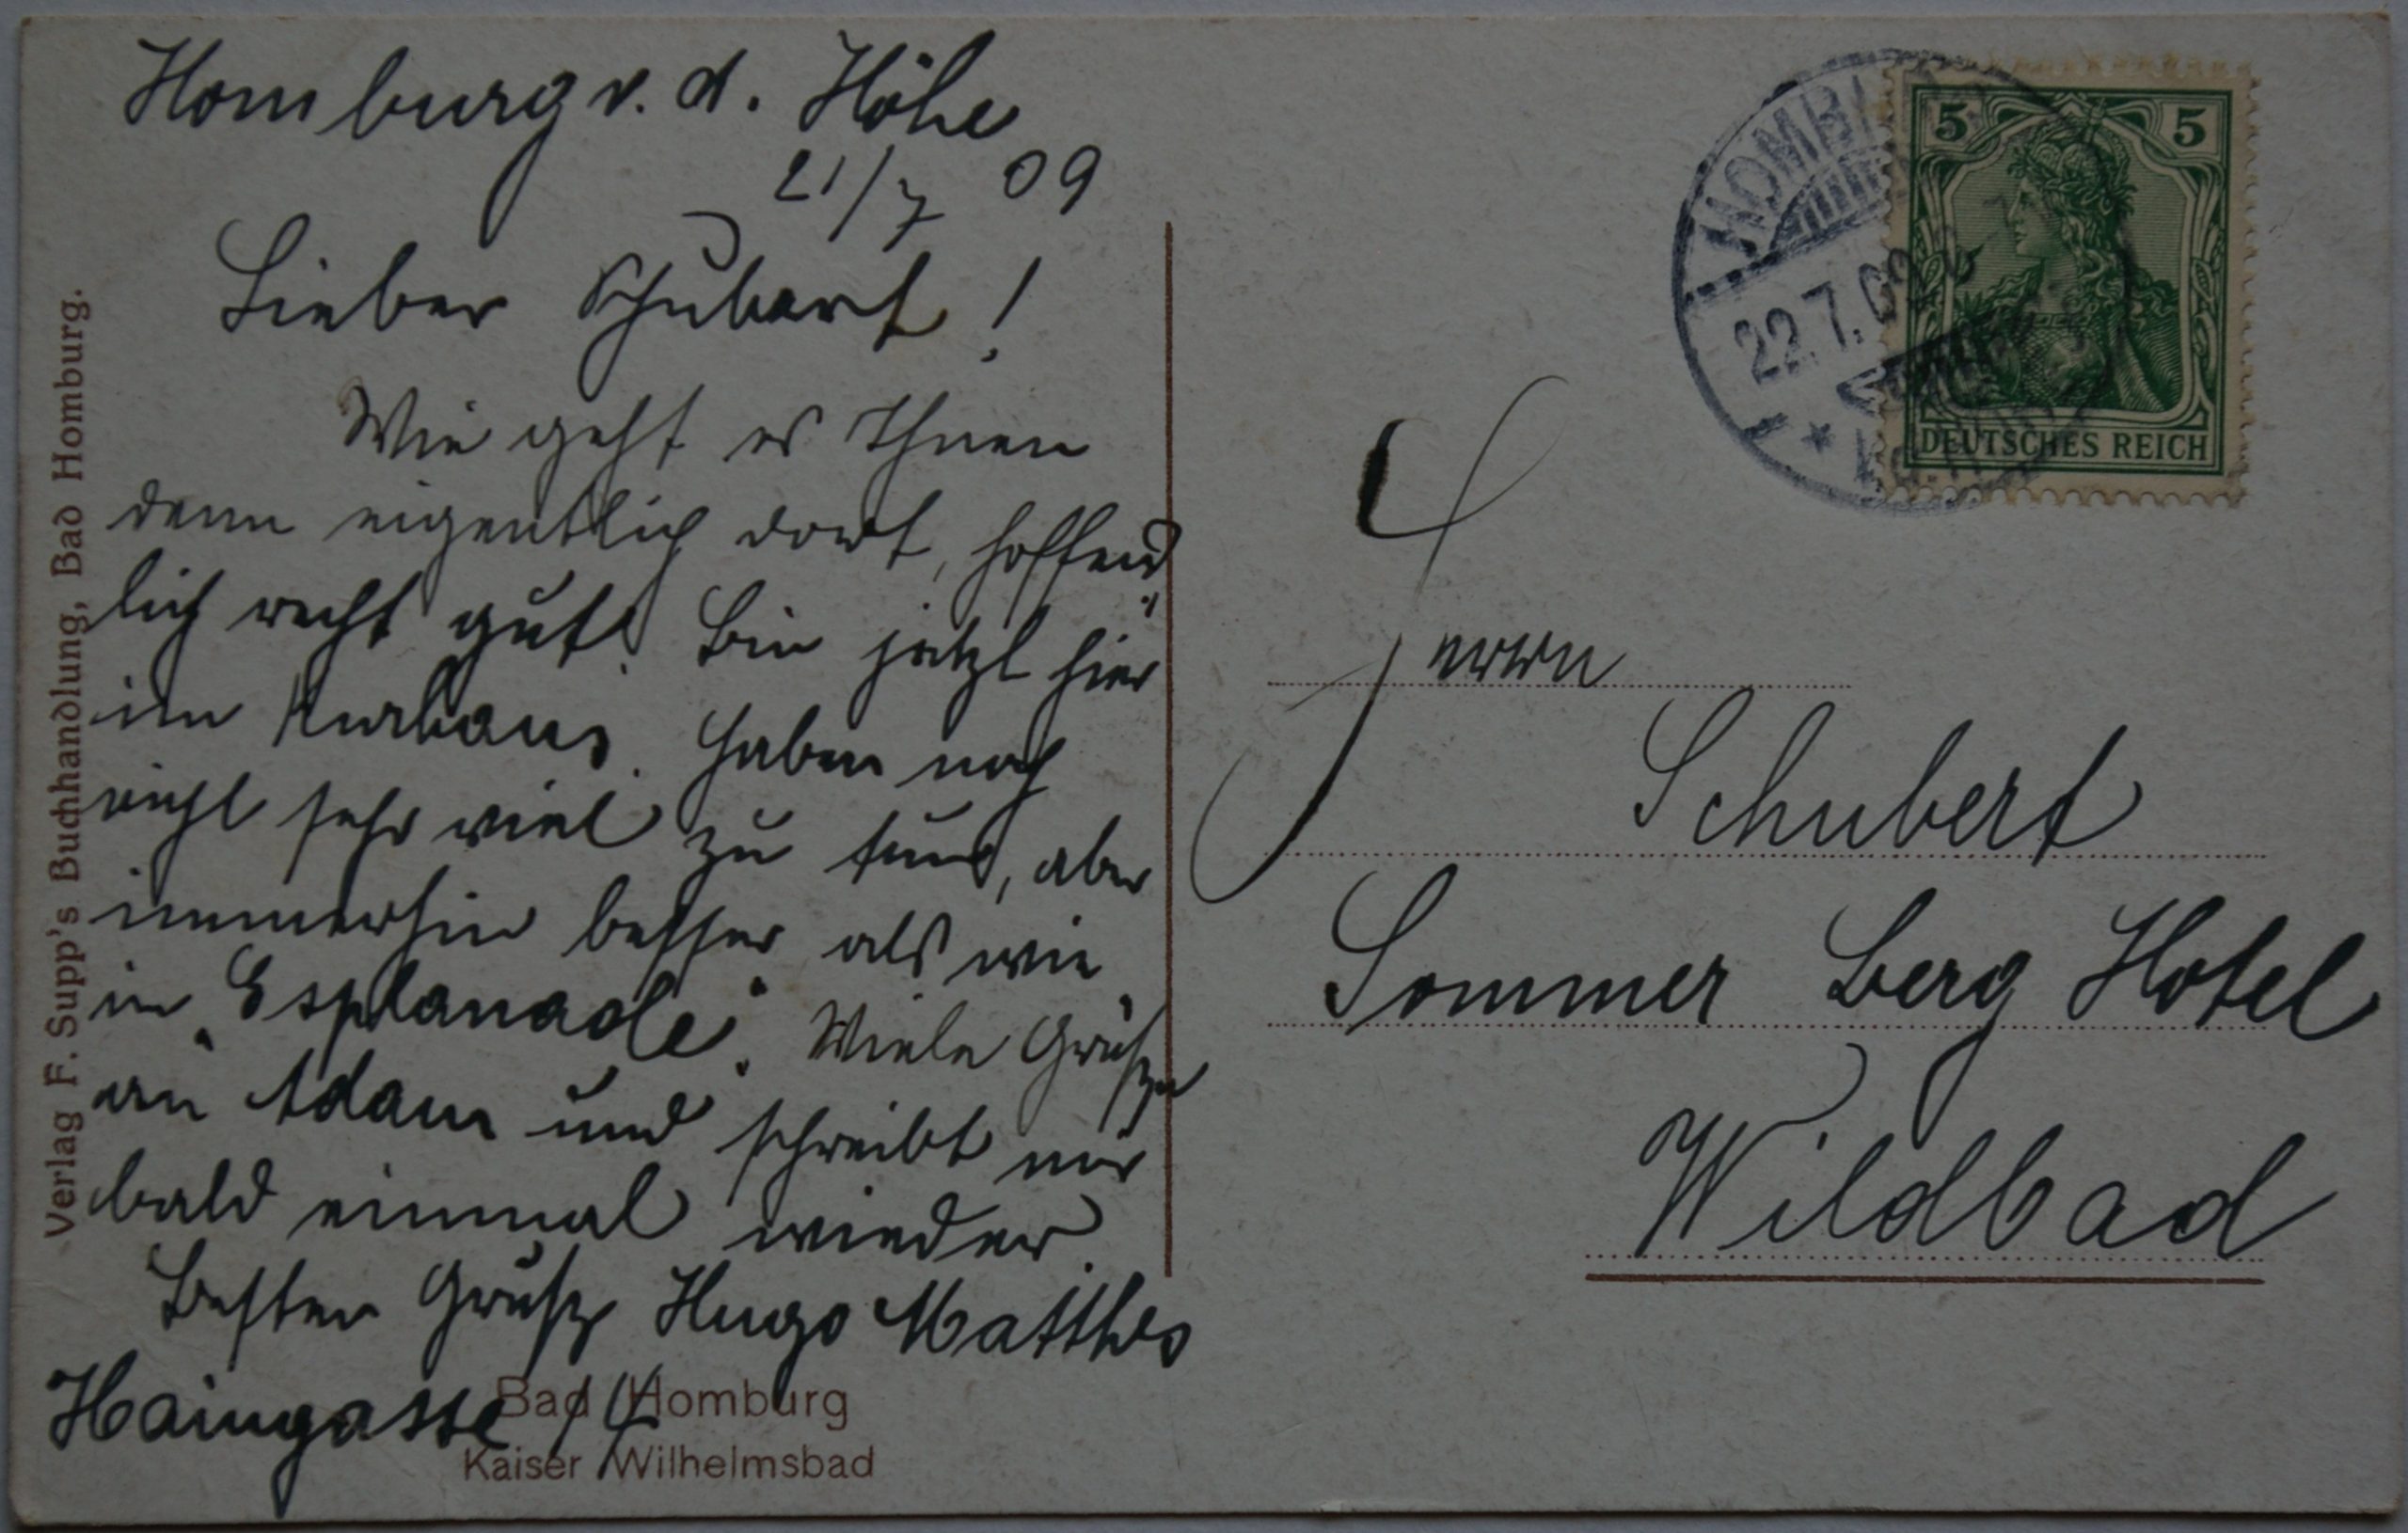 Homburg v. d. Höhe
21/7 09
Lieber Schubert!
Wie geht es Ihnen
denn eigentlich dort, hoffend
lich recht gut. Bin jetzt hier
im Kurhaus. Haben noch
nicht sehr viel zu tun, aber
immerhin besser als wie
in „Esplanade". Viele Grüße
an Adam und schreibt mir
bald einmal wieder.
Besten Gruß Hugo Matthes
Haingasse 14
Bad Homburg
Kaiser Wilhelmsbad
Verlag F. Supp's Buchhandlung, Bad Homburg.
5 5
DEUTSCHES REICH
22.7.09
Herrn
Schubert
Sommer Berg Hotel
Wildbad